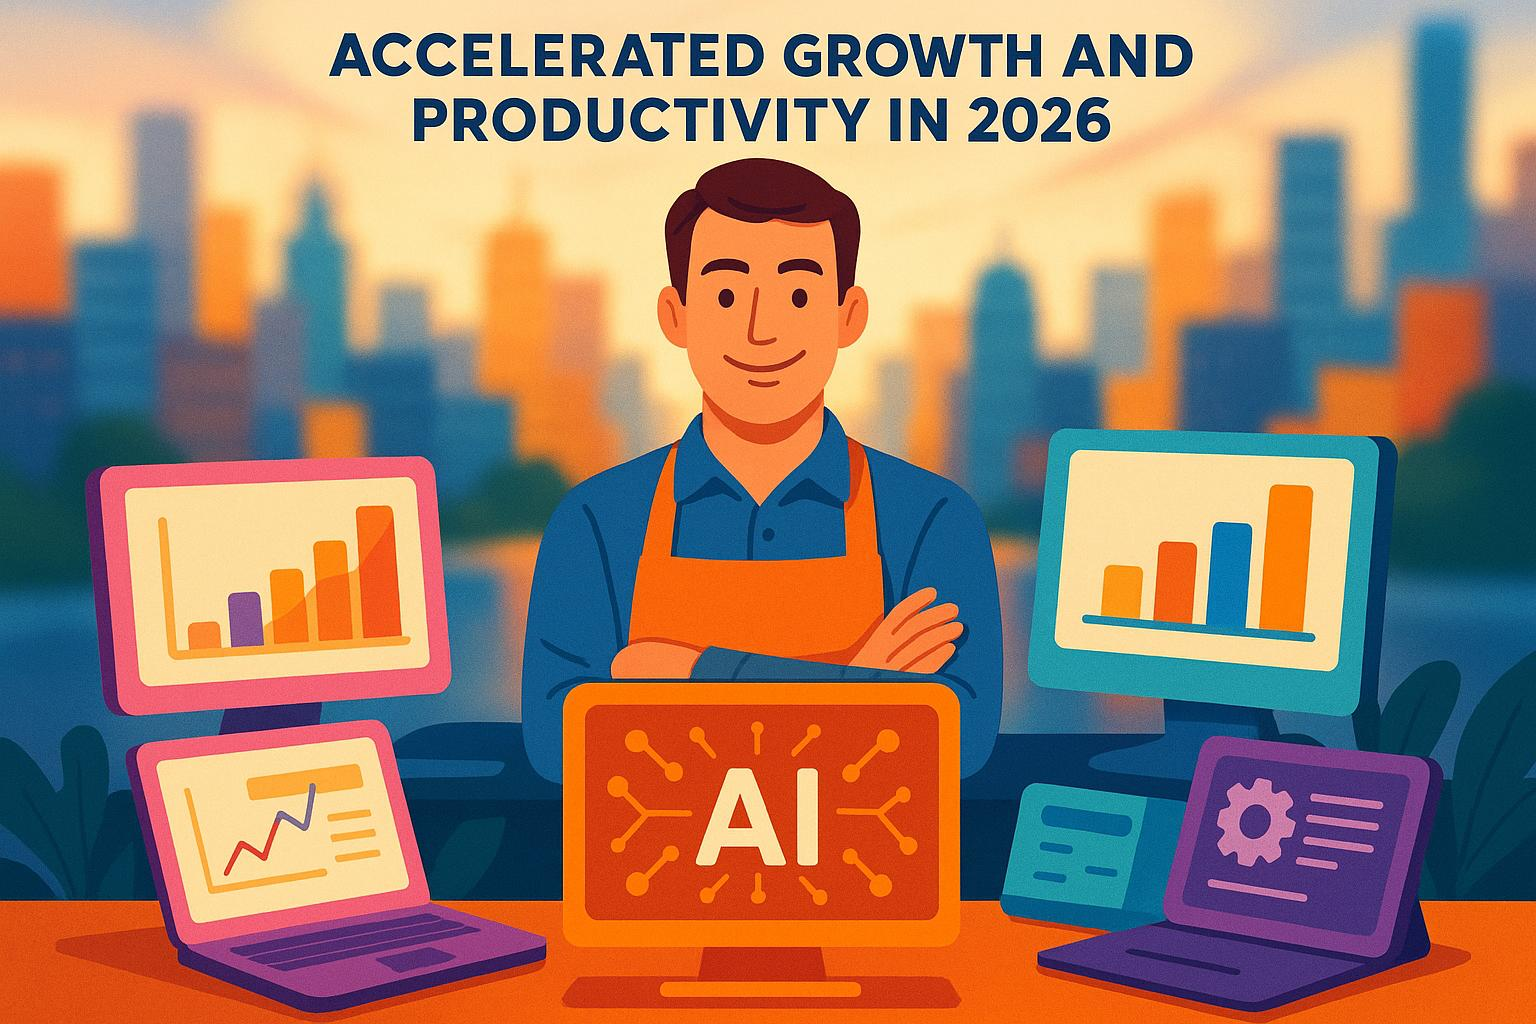 ACCELERATED GROWTH AND
PRODUCTIVITY IN 2026
AI